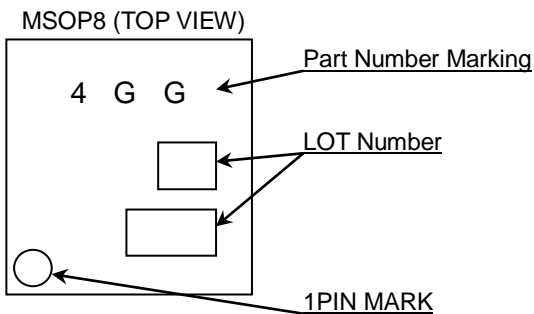 MSOP8 (TOP VIEW)
Part Number Marking
4 G G
LOT Number
1PIN MARK